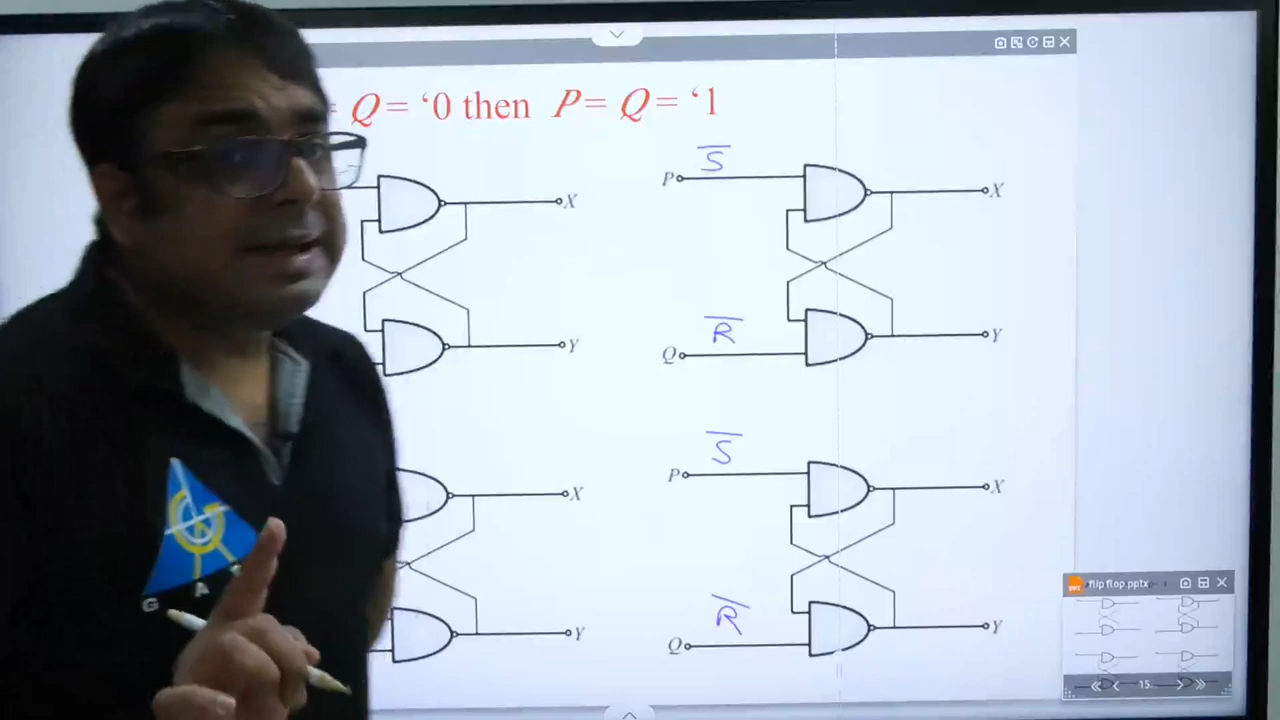 = Q = ‘0 then P = Q = ‘1
S
P
X
X
R
Y
Q
Y
S
P
X
X
R
Y
Q
Y
G A
flip flop.pptx
15